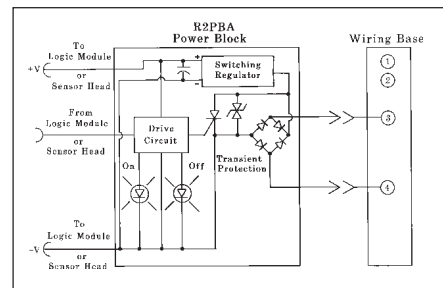 R2PBA
Power Block
Wiring Base
To
Logic Module
or
Sensor Head
+V
+
−
Switching
Regulator
1
2
From
Logic Module
or
Sensor Head
Drive
Circuit
3
On
Off
Transient
Protection
4
To
Logic Module
or
Sensor Head
−V